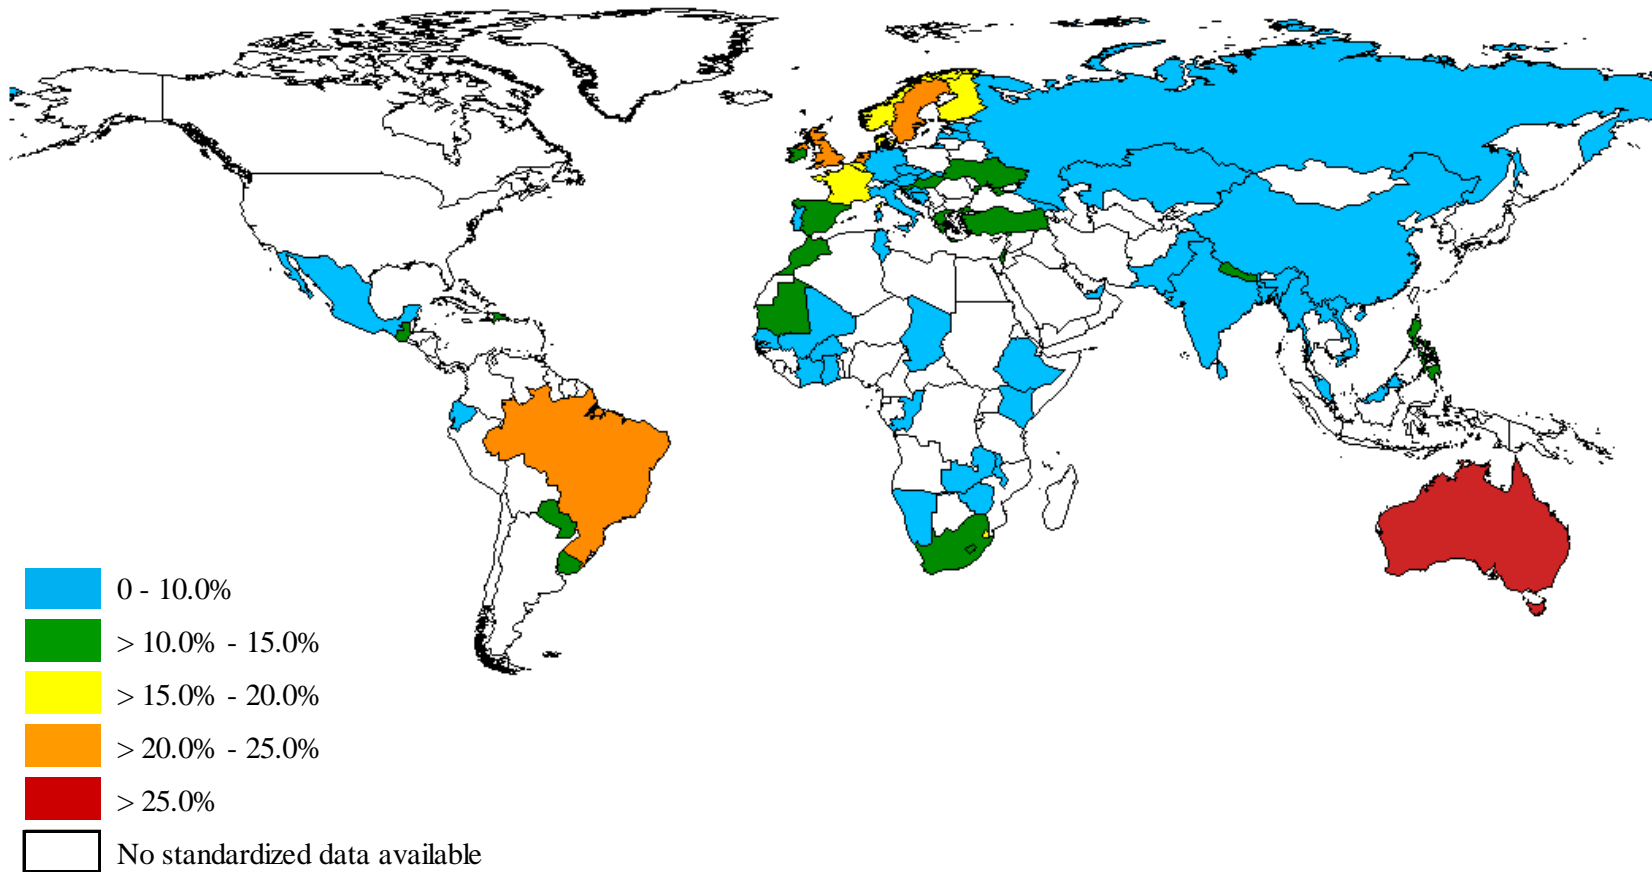 0 - 10.0%
> 10.0% - 15.0%
> 15.0% - 20.0%
> 20.0% - 25.0%
> 25.0%
No standardized data available